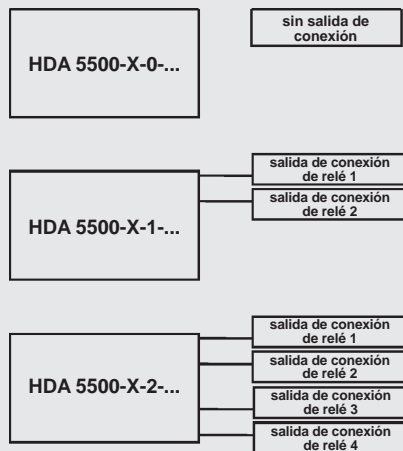 HDA 5500-X-0-...
sin salida de
conexión
HDA 5500-X-1-...
salida de conexión
de relé 1
salida de conexión
de relé 2
HDA 5500-X-2-...
salida de conexión
de relé 1
salida de conexión
de relé 2
salida de conexión
de relé 3
salida de conexión
de relé 4